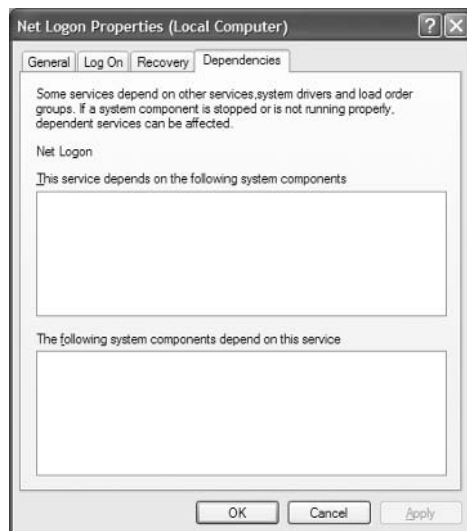 Net Logon Properties (Local Computer)
General Log On Recovery Dependencies
Some services depend on other services,system drivers and load order
groups. If a system component is stopped or is not running properly,
dependent services can be affected.
Net Logon
This service depends on the following system components
The following system components depend on this service
OK Cancel Apply